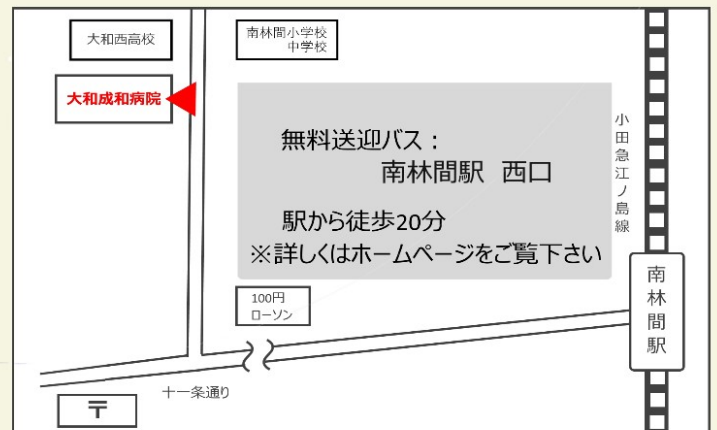 大和西高校
南林間小学校
中学校
大和成和病院
無料送迎バス：
南林間駅 西口
駅から徒歩20分
※詳しくはホームページをご覧下さい
小田急江ノ島線
100円
ローソン
南林間駅
十一条通り
〒